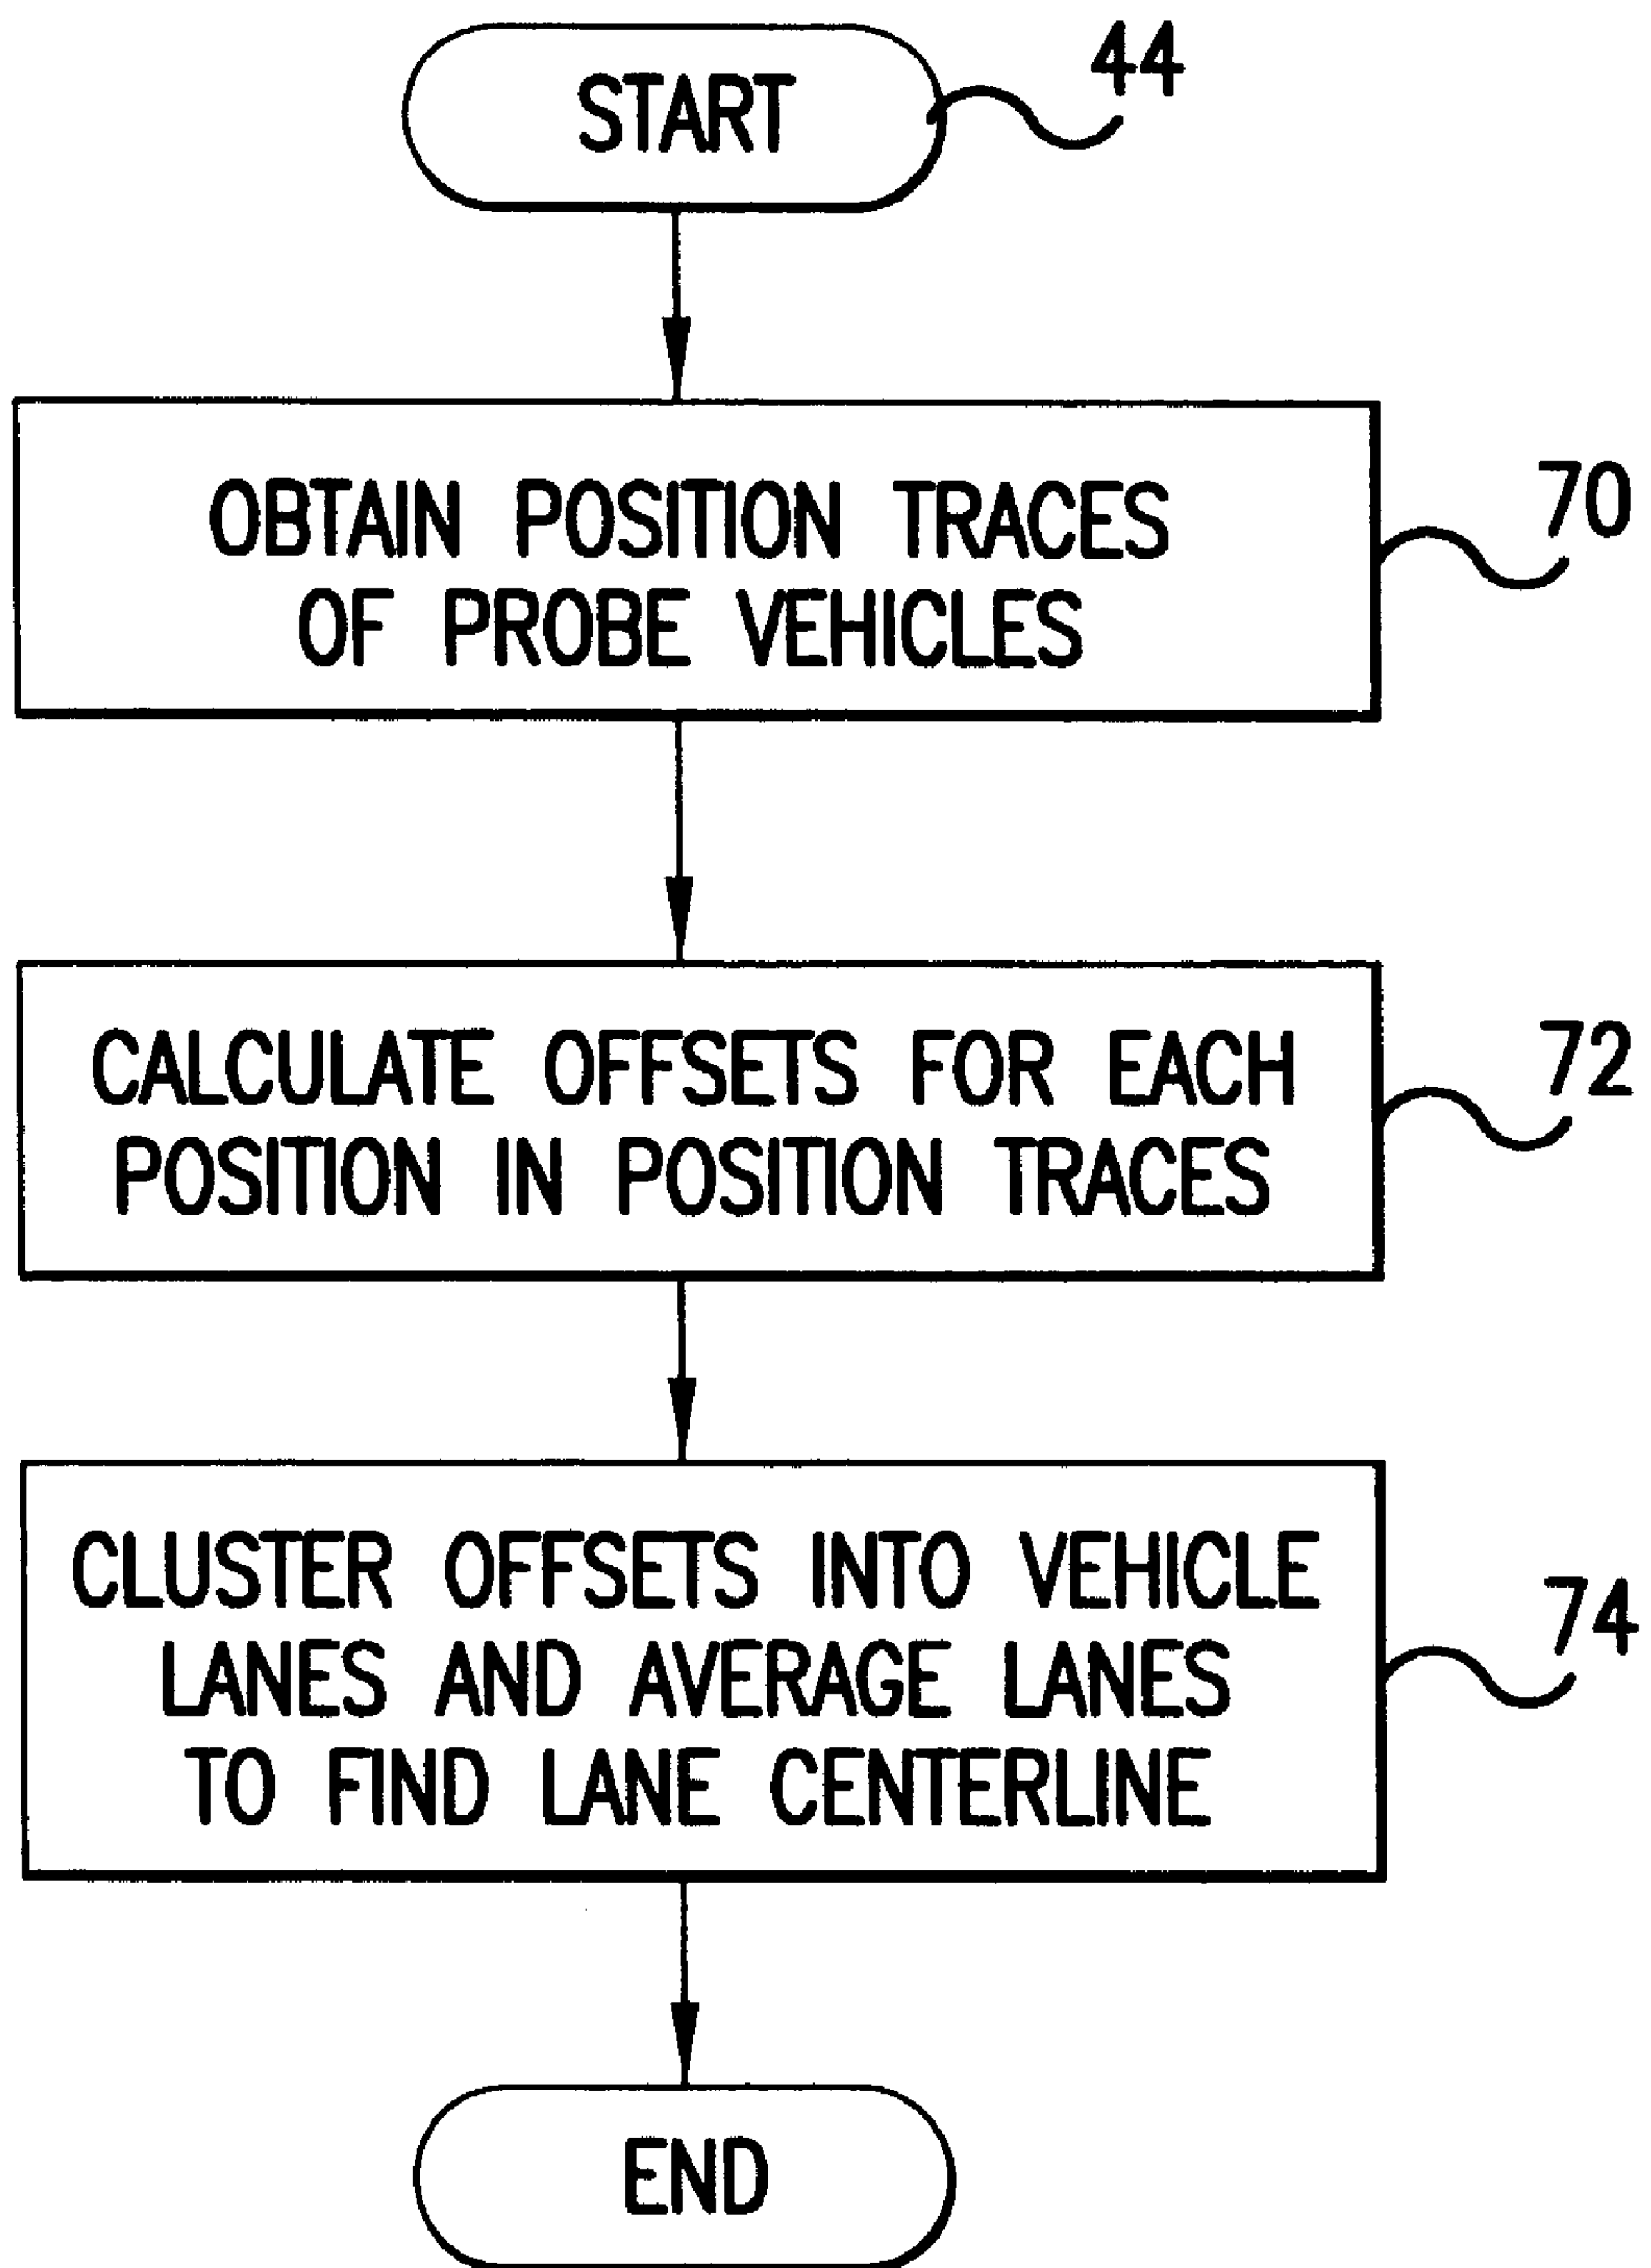 START
44
OBTAIN POSITION TRACES
OF PROBE VEHICLES
70
CALCULATE OFFSETS FOR EACH
POSITION IN POSITION TRACES
72
CLUSTER OFFSETS INTO VEHICLE
LANES AND AVERAGE LANES
TO FIND LANE CENTERLINE
74
END